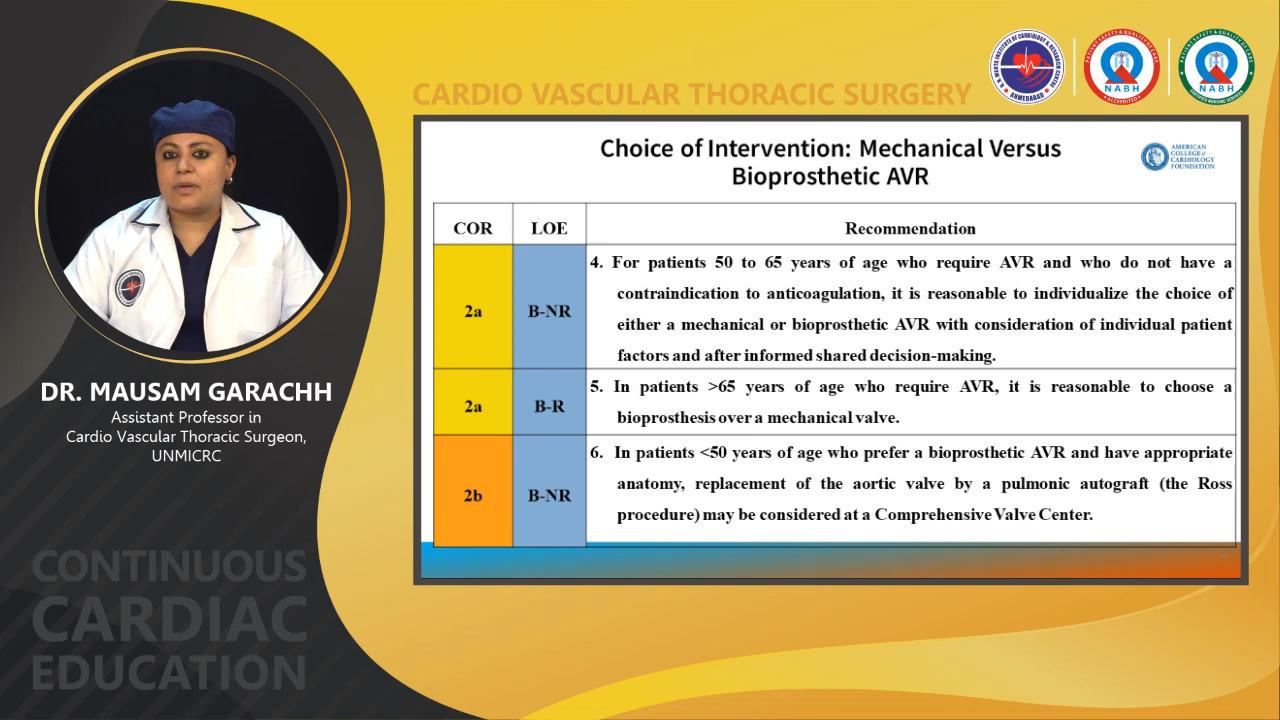 CARDIO VASCULAR THORACIC SURGERY
NABH
NABH
AHMEDABAD
Choice of Intervention: Mechanical Versus
Bioprosthetic AVR
AMERICAN
COLLEGE of
CARDIOLOGY
FOUNDATION
COR LOE Recommendation
2a B-NR
4. For patients 50 to 65 years of age who require AVR and who do not have a
contraindication to anticoagulation, it is reasonable to individualize the choice of
either a mechanical or bioprosthetic AVR with consideration of individual patient
factors and after informed shared decision-making.
2a B-R
5. In patients >65 years of age who require AVR, it is reasonable to choose a
bioprosthesis over a mechanical valve.
2b B-NR
6. In patients <50 years of age who prefer a bioprosthetic AVR and have appropriate
anatomy, replacement of the aortic valve by a pulmonic autograft (the Ross
procedure) may be considered at a Comprehensive Valve Center.
DR. MAUSAM GARACHH
Assistant Professor in
Cardio Vascular Thoracic Surgeon,
UNMICRC
CONTINUOUS
CARDIAC
EDUCATION